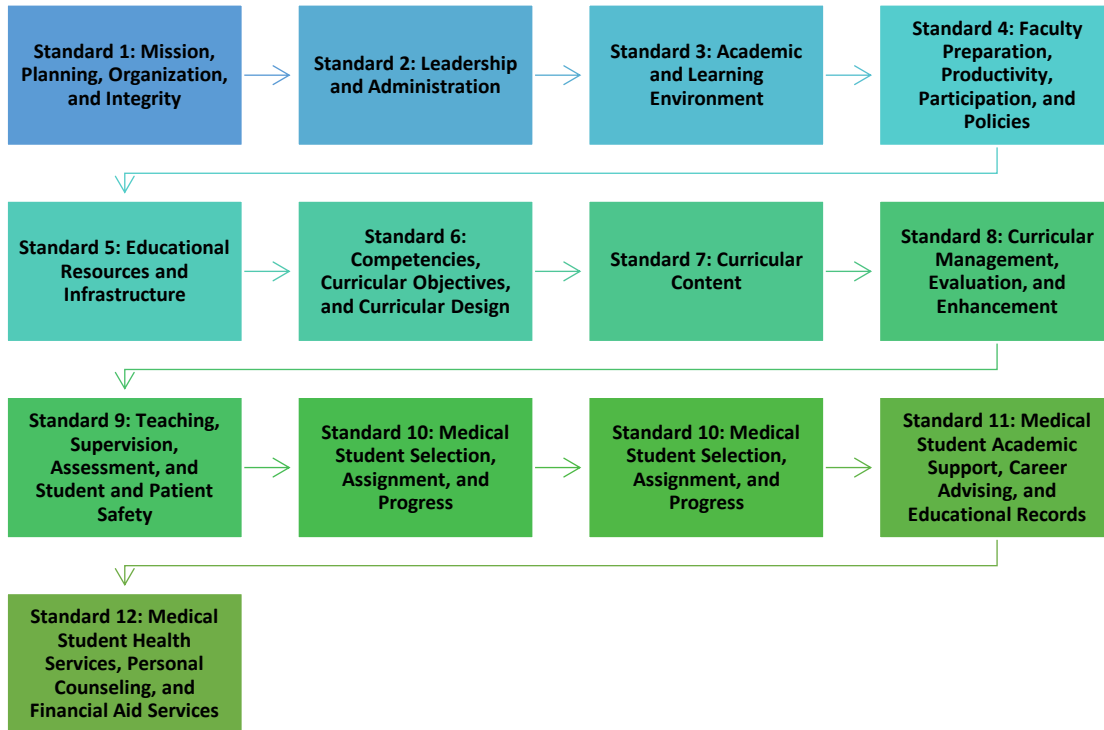 Standard 1: Mission,
Planning, Organization,
and Integrity
Standard 2: Leadership
and Administration
Standard 3: Academic
and Learning
Environment
Standard 4: Faculty
Preparation,
Productivity,
Participation, and
Policies
Standard 5: Educational
Resources and
Infrastructure
Standard 6:
Competencies,
Curricular Objectives,
and Curricular Design
Standard 7: Curricular
Content
Standard 8: Curricular
Management,
Evaluation, and
Enhancement
Standard 9: Teaching,
Supervision,
Assessment, and
Student and Patient
Safety
Standard 10: Medical
Student Selection,
Assignment, and
Progress
Standard 10: Medical
Student Selection,
Assignment, and
Progress
Standard 11: Medical
Student Academic
Support, Career
Advising, and
Educational Records
Standard 12: Medical
Student Health
Services, Personal
Counseling, and
Financial Aid Services